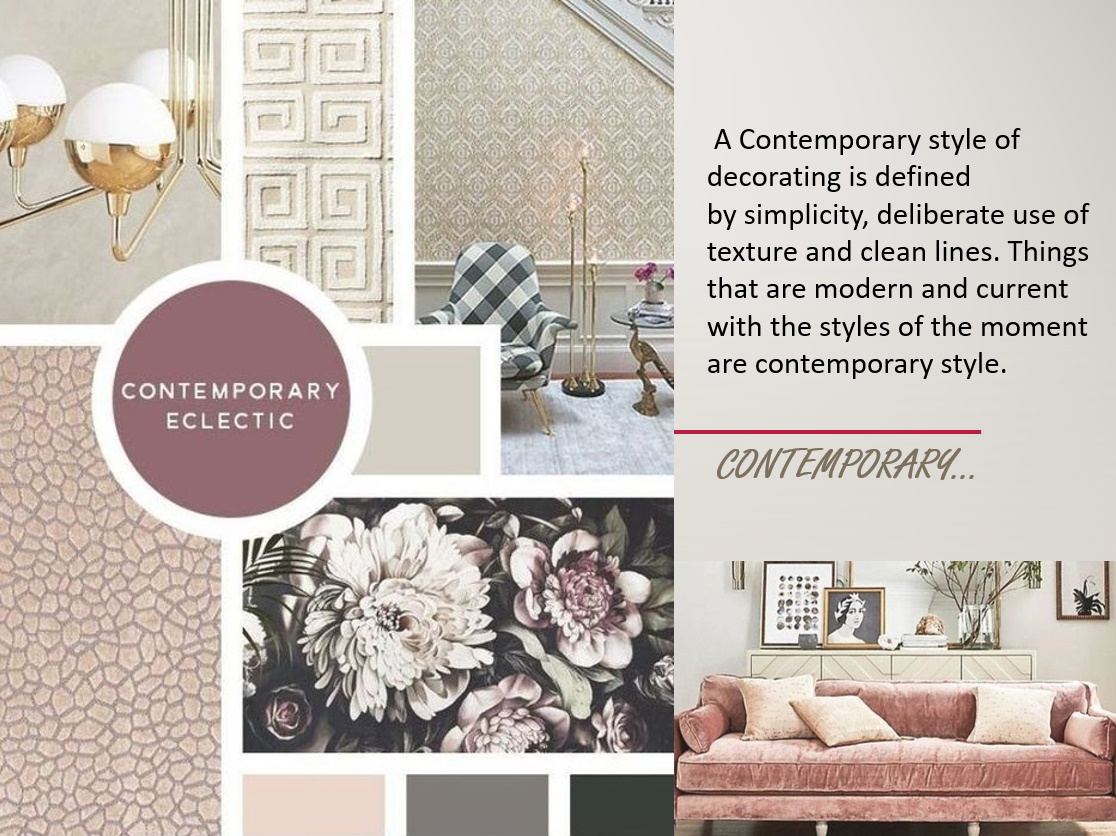 CONTEMPORARY
ECLECTIC
A Contemporary style of
decorating is defined
by simplicity, deliberate use of
texture and clean lines. Things
that are modern and current
with the styles of the moment
are contemporary style.
CONTEMPORARY...